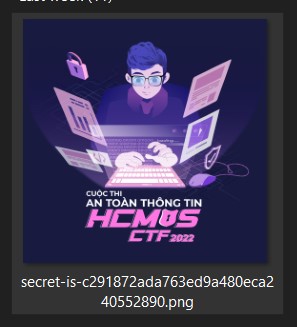 CUỘC THI
AN TOÀN THÔNG TIN
HCMUS
CTF 2022
secret-is-c291872ada763ed9a480eca2
40552890.png